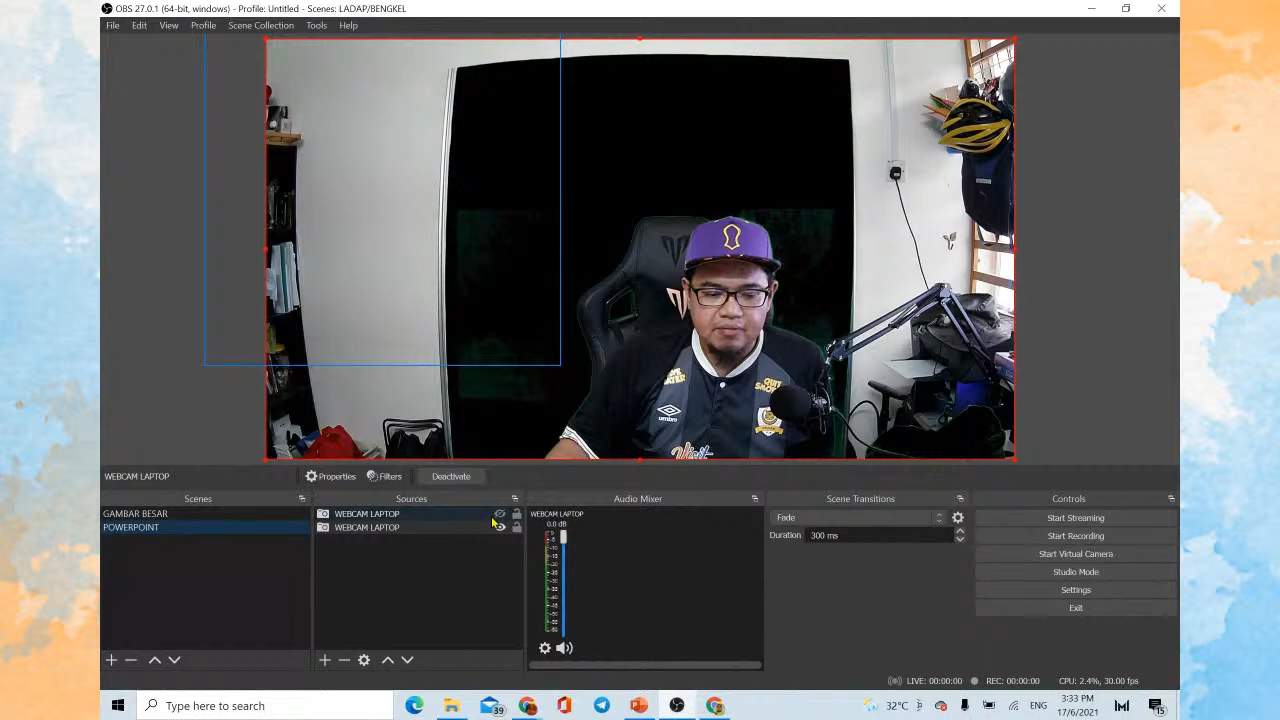 OBS 27.0.1 (64-bit, windows) - Profile: Untitled - Scenes: LADAP/BENGKEL
File Edit View Profile Scene Collection Tools Help
umbro
WEBCAM LAPTOP Properties Filters Deactivate
Scenes Sources Audio Mixer Scene Transitions Controls
GAMBAR BESAR
POWERPOINT
WEBCAM LAPTOP
WEBCAM LAPTOP
WEBCAM LAPTOP
0.0 dB
Fade
Duration 300 ms
Start Streaming
Start Recording
Start Virtual Camera
Studio Mode
Settings
Exit
LIVE: 00:00:00 REC: 00:00:00 CPU: 2.4%, 30.00 fps
Type here to search
39
32°C
ENG
3:33 PM
17/6/2021
15